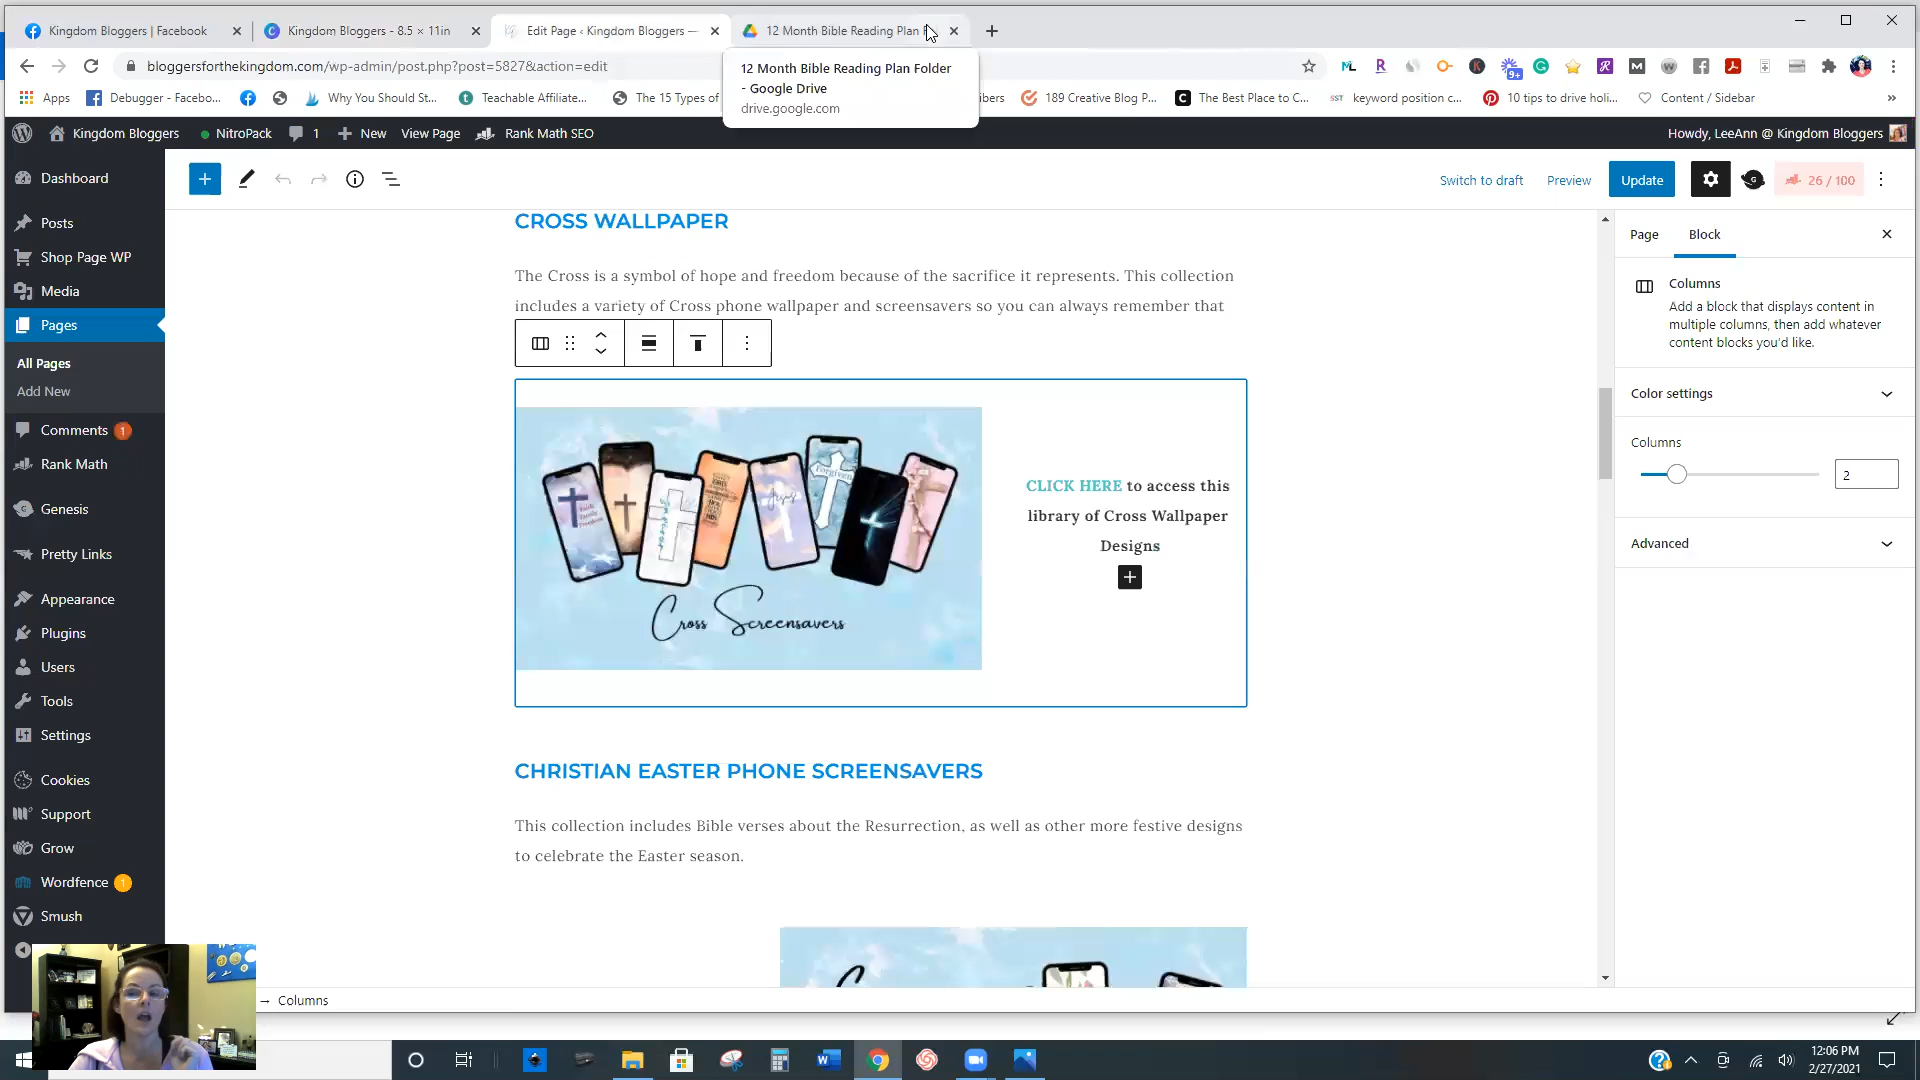 Kingdom Bloggers | Facebook
Kingdom Bloggers - 8.5 × 11in
Edit Page ‹ Kingdom Bloggers —
12 Month Bible Reading Plan F
bloggersforthekingdom.com/wp-admin/post.php?post=5827&action=edit
9+
12 Month Bible Reading Plan Folder
- Google Drive
drive.google.com
Apps
Debugger - Facebo...
Why You Should St...
Teachable Affiliate...
The 15 Types of
ibers
189 Creative Blog P...
The Best Place to C...
SST
keyword position c...
10 tips to drive holi...
Content / Sidebar
Kingdom Bloggers
NitroPack
1
New
View Page
Rank Math SEO
Howdy, LeeAnn @ Kingdom Bloggers
Dashboard
Posts
Shop Page WP
Media
Pages
All Pages
Add New
Comments 1
Rank Math
Genesis
Pretty Links
Appearance
Plugins
Users
Tools
Settings
Cookies
Support
Grow
Wordfence 1
Smush
Switch to draft
Preview
Update
26 / 100
CROSS WALLPAPER
The Cross is a symbol of hope and freedom because of the sacrifice it represents. This collection
includes a variety of Cross phone wallpaper and screensavers so you can always remember that
Faith
Family
Freedom
Jesus
Forgiven
Cross Screensavers
CLICK HERE to access this
library of Cross Wallpaper
Designs
CHRISTIAN EASTER PHONE SCREENSAVERS
This collection includes Bible verses about the Resurrection, as well as other more festive designs
to celebrate the Easter season.
→ Columns
Page
Block
Columns
Add a block that displays content in
multiple columns, then add whatever
content blocks you'd like.
Color settings
Columns
2
Advanced
12:06 PM
2/27/2021